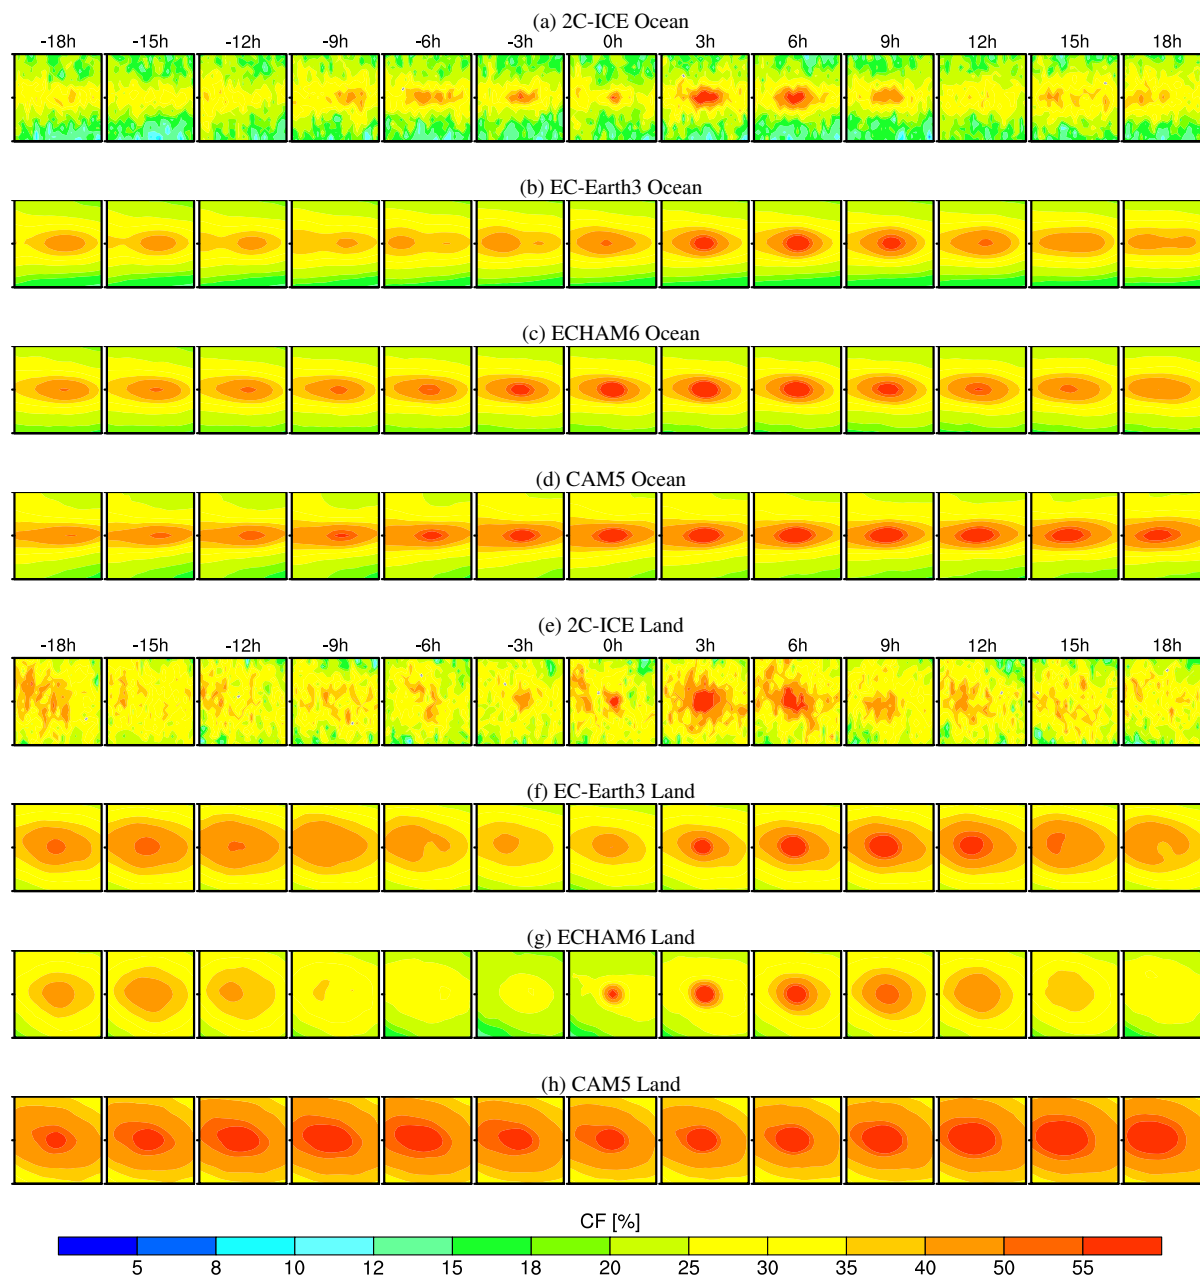 (a) 2C-ICE Ocean
-18h -15h -12h -9h -6h -3h 0h 3h 6h 9h 12h 15h 18h
(b) EC-Earth3 Ocean
(c) ECHAM6 Ocean
(d) CAM5 Ocean
(e) 2C-ICE Land
-18h -15h -12h -9h -6h -3h 0h 3h 6h 9h 12h 15h 18h
(f) EC-Earth3 Land
(g) ECHAM6 Land
(h) CAM5 Land
CF [%]
5 8 10 12 15 18 20 25 30 35 40 50 55